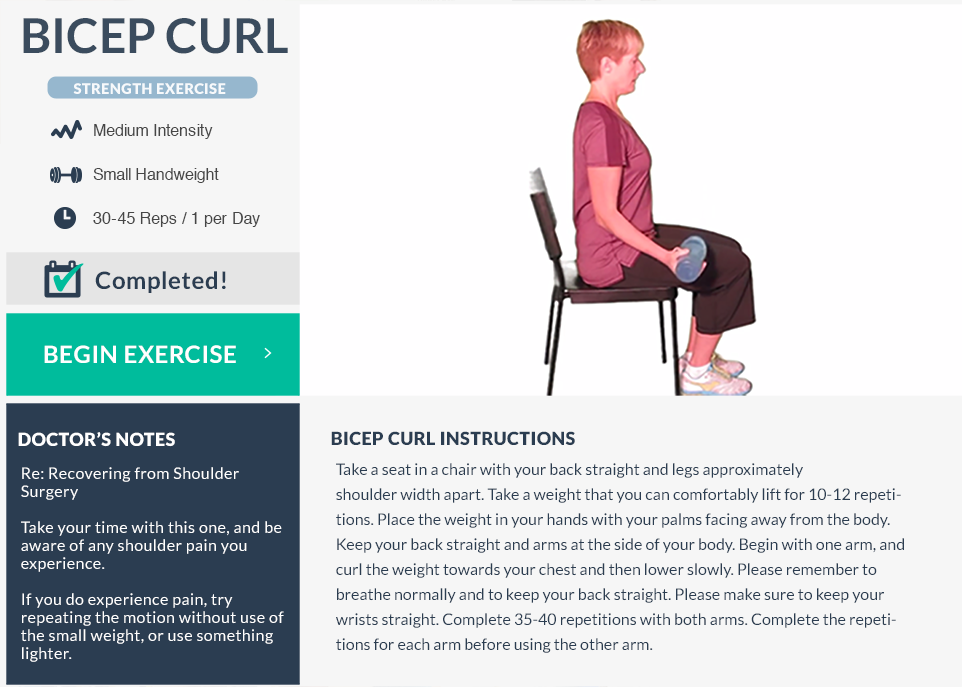 BICEP CURL
STRENGTH EXERCISE
Medium Intensity
Small Handweight
30-45 Reps / 1 per Day
Completed!
BEGIN EXERCISE >
DOCTOR'S NOTES
Re: Recovering from Shoulder
Surgery
Take your time with this one, and be
aware of any shoulder pain you
experience.
If you do experience pain, try
repeating the motion without use of
the small weight, or use something
lighter.
BICEP CURL INSTRUCTIONS
Take a seat in a chair with your back straight and legs approximately
shoulder width apart. Take a weight that you can comfortably lift for 10-12 repeti-
tions. Place the weight in your hands with your palms facing away from the body.
Keep your back straight and arms at the side of your body. Begin with one arm, and
curl the weight towards your chest and then lower slowly. Please remember to
breathe normally and to keep your back straight. Please make sure to keep your
wrists straight. Complete 35-40 repetitions with both arms. Complete the repeti-
tions for each arm before using the other arm.